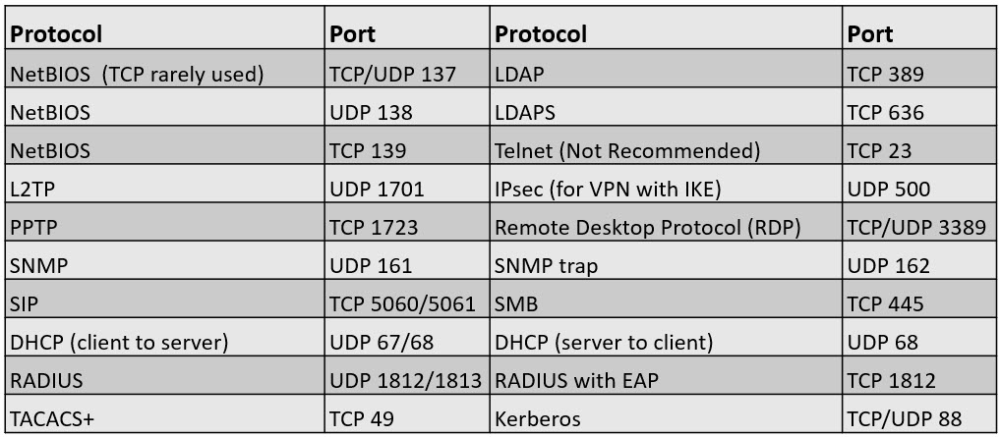 Protocol Port Protocol Port
NetBIOS (TCP rarely used) TCP/UDP 137 LDAP TCP 389
NetBIOS UDP 138 LDAPS TCP 636
NetBIOS TCP 139 Telnet (Not Recommended) TCP 23
L2TP UDP 1701 IPsec (for VPN with IKE) UDP 500
PPTP TCP 1723 Remote Desktop Protocol (RDP) TCP/UDP 3389
SNMP UDP 161 SNMP trap UDP 162
SIP TCP 5060/5061 SMB TCP 445
DHCP (client to server) UDP 67/68 DHCP (server to client) UDP 68
RADIUS UDP 1812/1813 RADIUS with EAP TCP 1812
TACACS+ TCP 49 Kerberos TCP/UDP 88